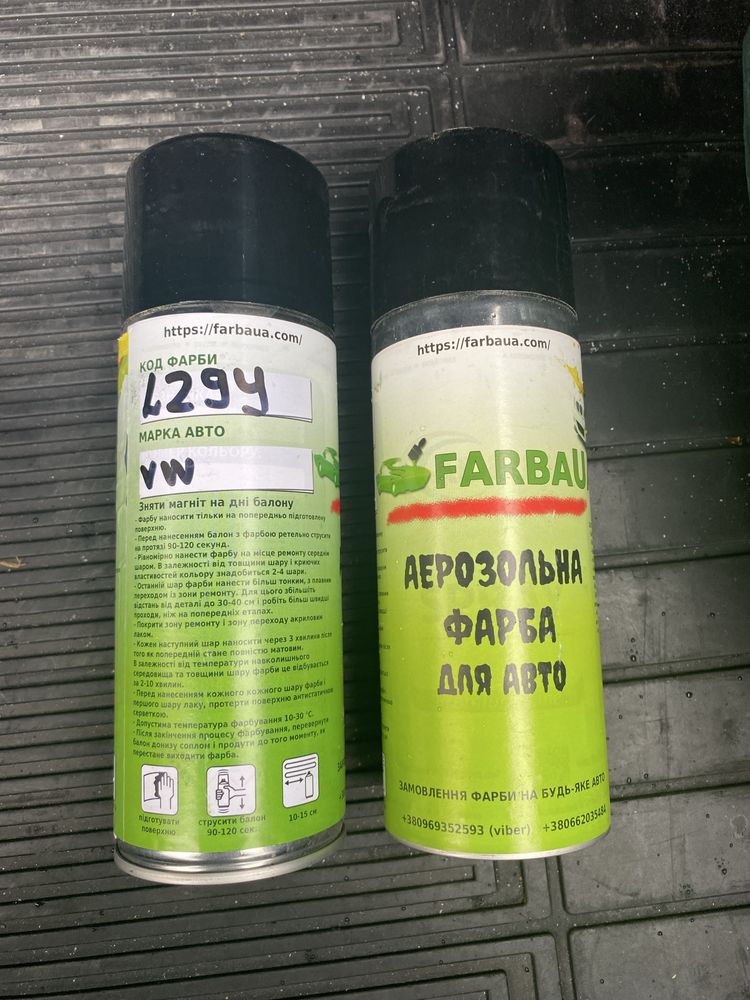 https://farbaua.com/
КОД ФАРБИ
L29Y
МАРКА АВТО
VW
Зняти магніт на дні балону
- Фарбу наносити тільки на попередньо підготовлену
поверхню.
- Перед нанесенням балон з фарбою ретельно струсити
на протязі 90-120 секунд.
- Рівномірно нанести фарбу на місце ремонту середнім
шаром. В залежності від товщини шару і криючих
властивостей кольору знадобиться 2-4 шари.
- Останній шар фарби нанести більш тонким, з плавним
переходом із зони ремонту. Для цього збільшіть
відстань від деталі до 30-40 см і робіть більш швидші
проходи, ніж на попередніх етапах.
- Покрити зону ремонту і зону переходу акриловим
лаком.
- Кожен наступний шар наносити через 3 хвилини після
того як попередній стане повністю матовим.
В залежності від температури навколишнього
середовища та товщини шару фарби це відбувається
за 2-10 хвилин.
- Перед нанесенням кожного кожного шару фарби і
першого шару лаку, протерти поверхню антистатичною
серветкою.
- Допустима температура фарбування 10-30 °C.
- Після закінчення процесу фарбування, перевернути
балон донизу соплом і продути до того моменту, як
перестане виходити фарба.
підготувати
поверхню
струсити балон
90-120 сек.
10-15 см
https://farbaua.com/
FARBAU
АЕРОЗОЛЬНА
ФАРБА
ДЛЯ АВТО
ЗАМОВЛЕННЯ ФАРБИ НА БУДЬ-ЯКЕ АВТО
+380969352593 (viber) +380662035484